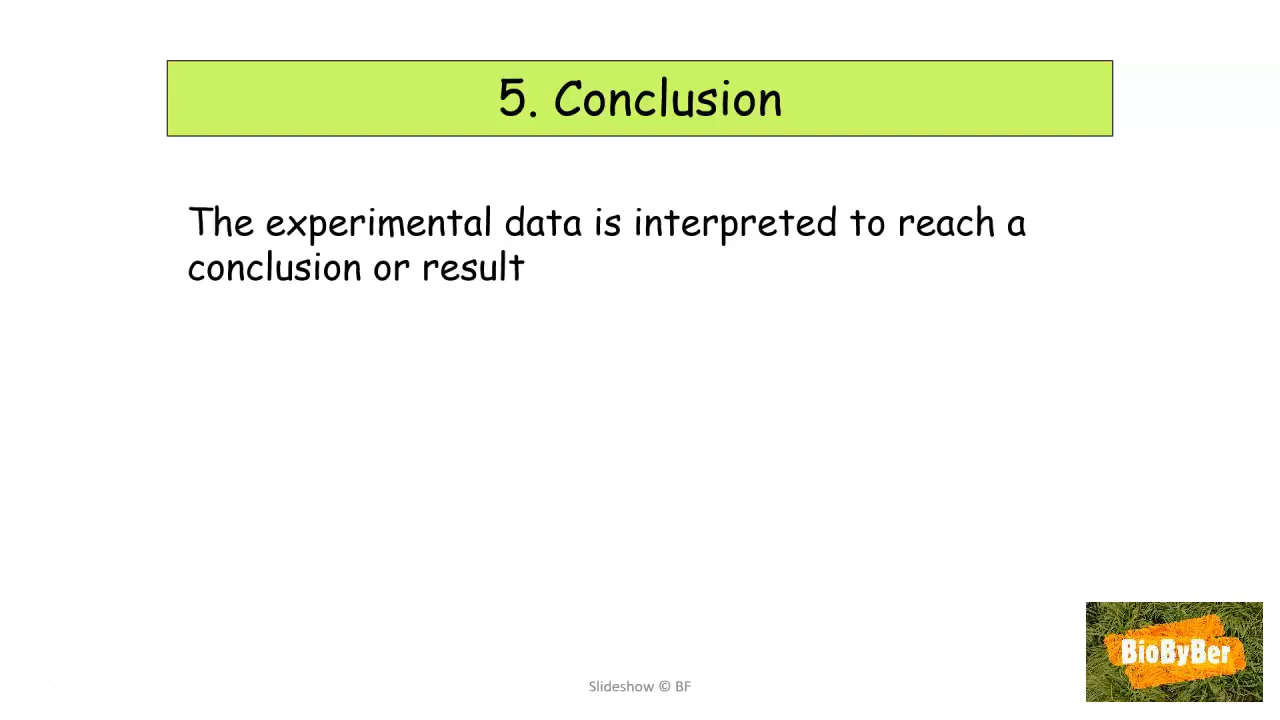 5. Conclusion
The experimental data is interpreted to reach a
conclusion or result
Slideshow © BF
BioByBer